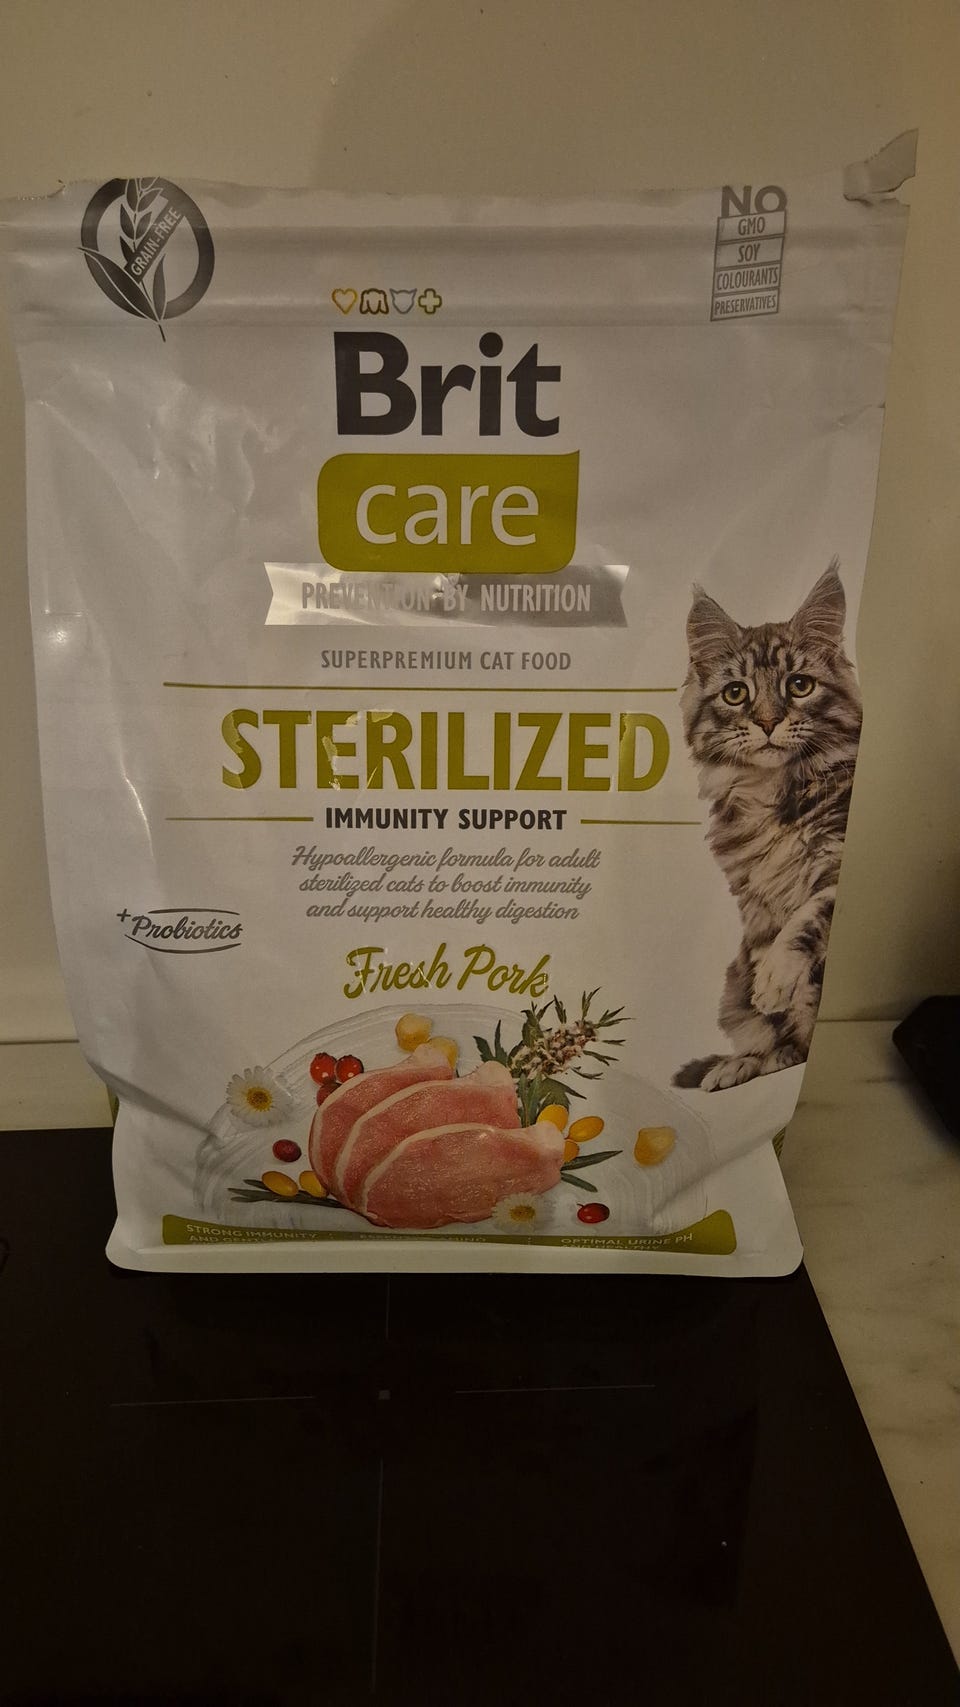 GRAIN-FREE
NO
GMO
SOY
COLOURANTS
PRESERVATIVES
Brit
care
PREVENTION BY NUTRITION
SUPERPREMIUM CAT FOOD
STERILIZED
IMMUNITY SUPPORT
Hypoallergenic formula for adult
sterilized cats to boost immunity
and support healthy digestion
+Probiotics
Fresh Pork
STRONG IMMUNITY
OPTIMAL URINE PH